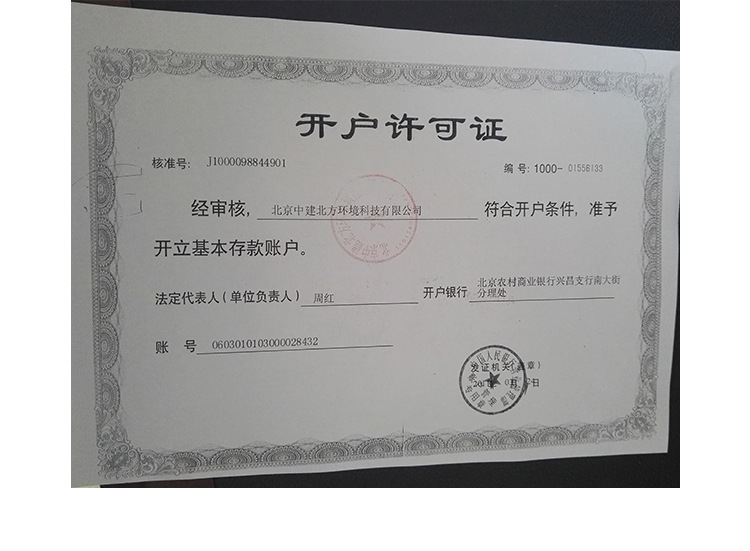 开户许可证
核准号: J1000098844901 编号: 1000-01556133
经审核, 北京中建北方环境科技有限公司 符合开户条件, 准予
开立基本存款账户。
法定代表人(单位负责人) 周红 开户银行 北京农村商业银行兴昌支行南大街
分理处
账 号 0603010103000028432
发证机关(盖章)